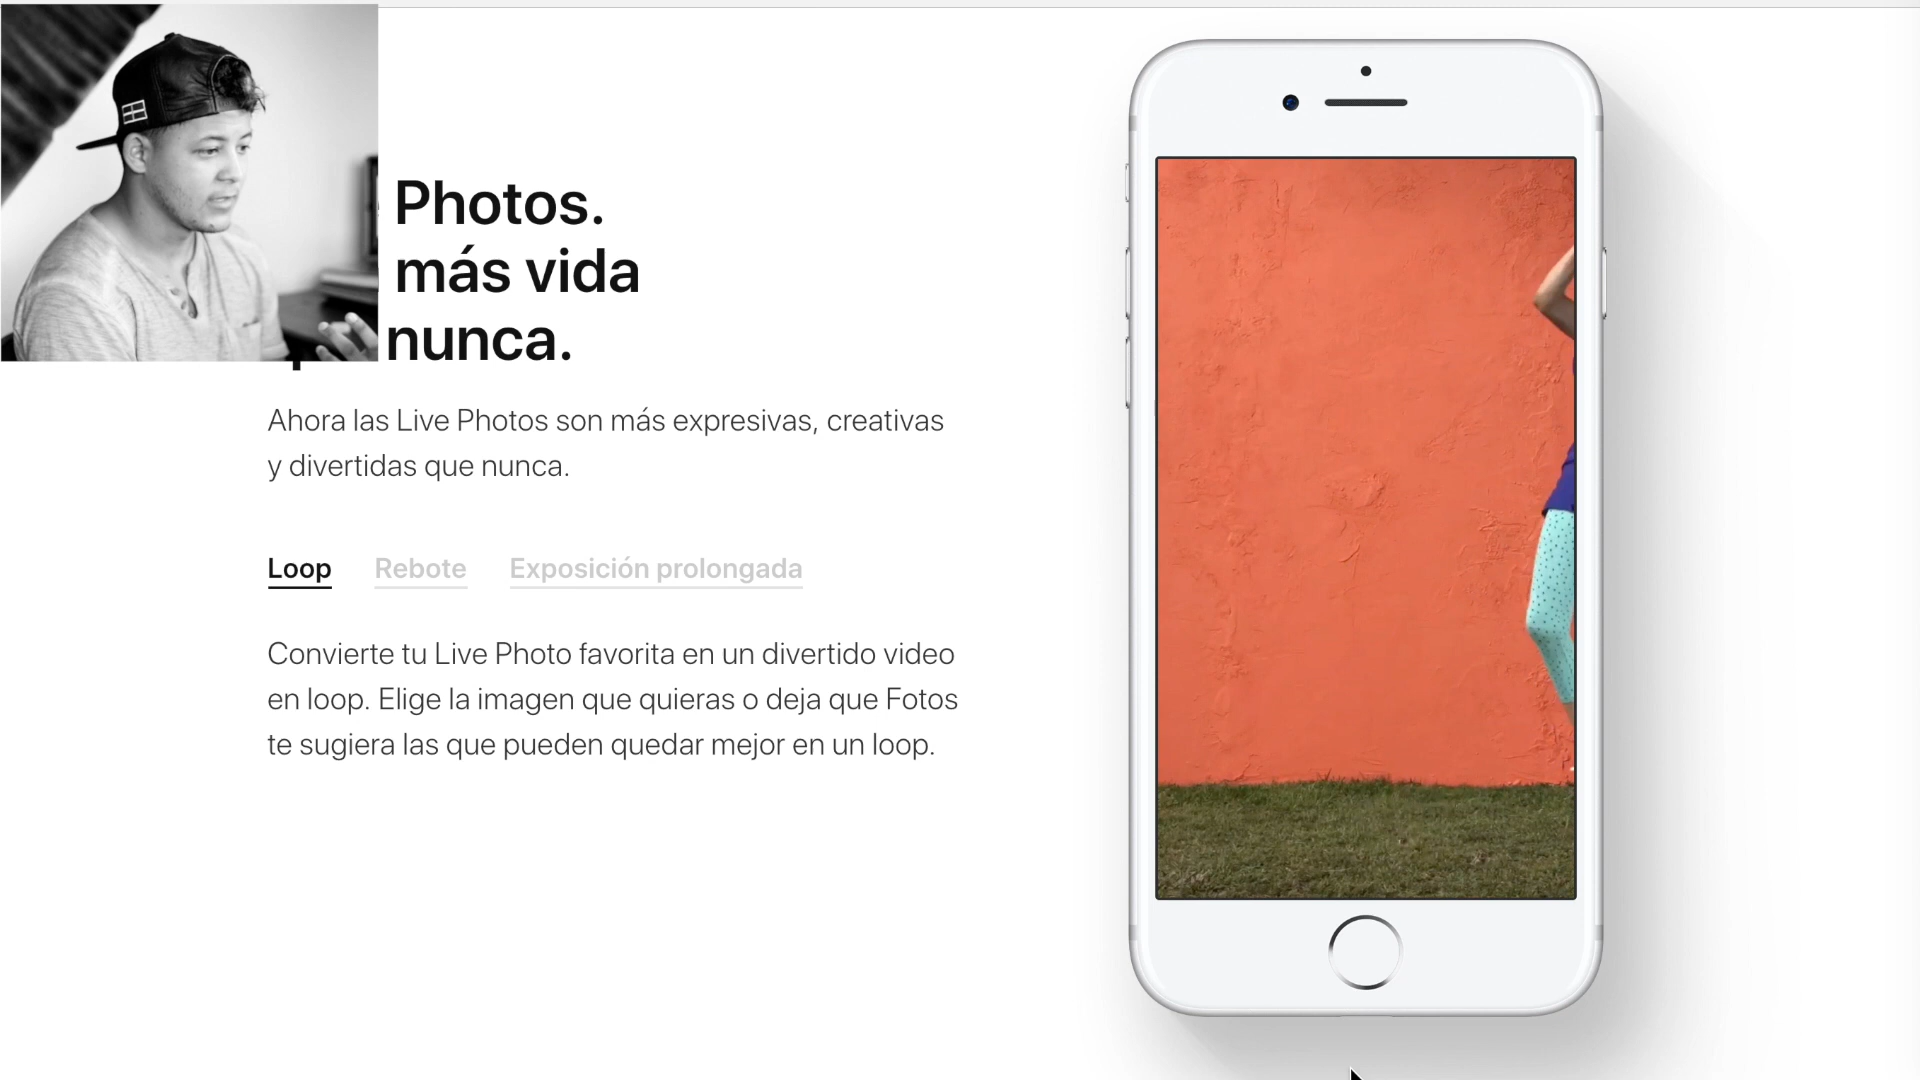 Photos.
más vida
nunca.
Ahora las Live Photos son más expresivas, creativas
y divertidas que nunca.
Loop Rebote Exposición prolongada
Convierte tu Live Photo favorita en un divertido video
en loop. Elige la imagen que quieras o deja que Fotos
te sugiera las que pueden quedar mejor en un loop.